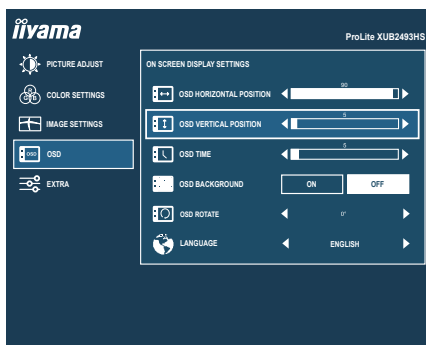 iiyama
ProLite XUB2493HS
PICTURE ADJUST
COLOR SETTINGS
IMAGE SETTINGS
OSD
EXTRA
ON SCREEN DISPLAY SETTINGS
OSD HORIZONTAL POSITION
90
OSD VERTICAL POSITION
5
OSD TIME
5
OSD BACKGROUND ON OFF
OSD ROTATE 0°
LANGUAGE ENGLISH